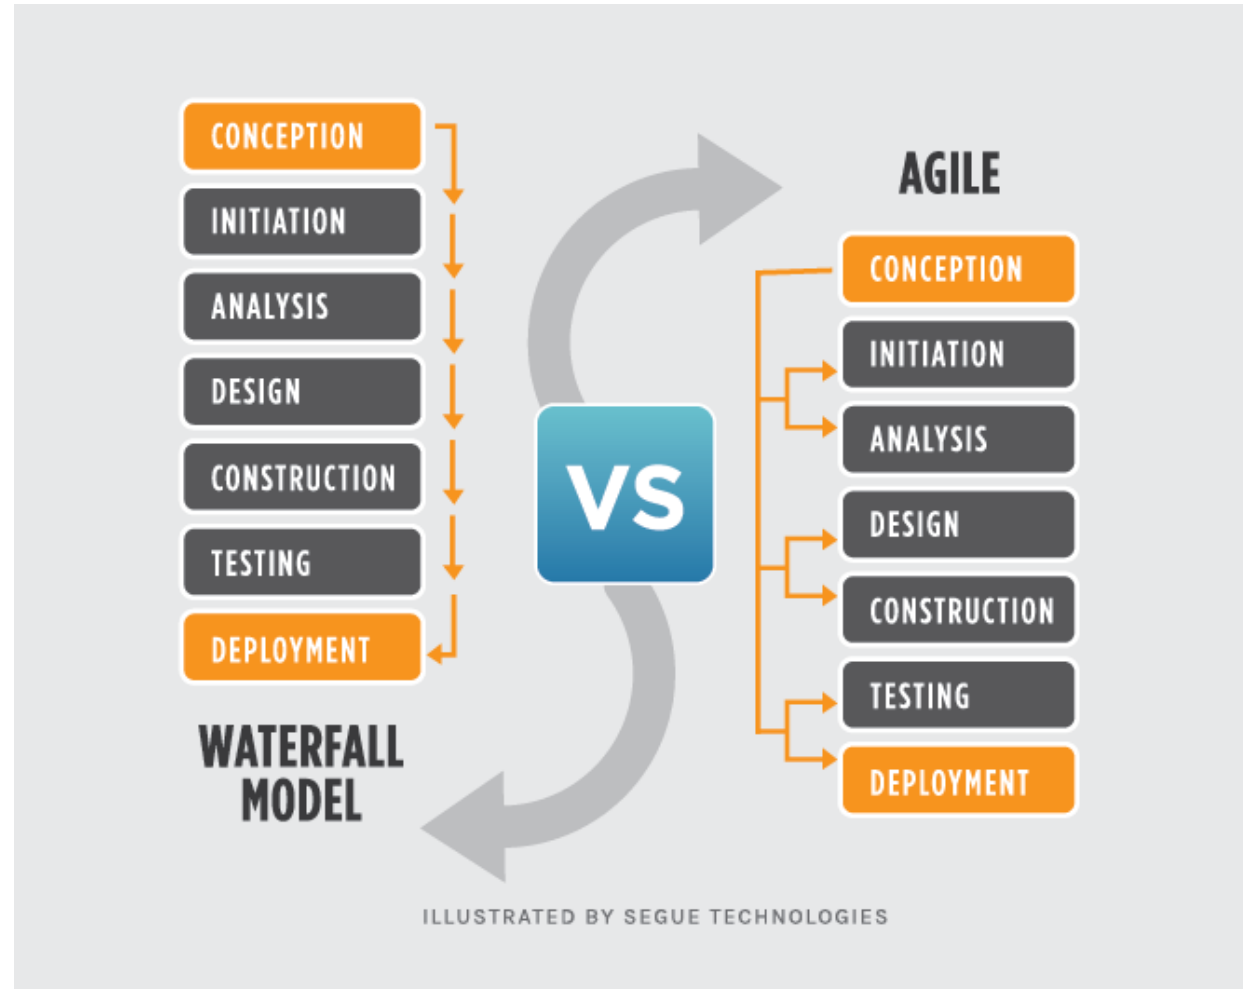 CONCEPTION
INITIATION
ANALYSIS
DESIGN
CONSTRUCTION
TESTING
DEPLOYMENT
WATERFALL
MODEL
VS
AGILE
CONCEPTION
INITIATION
ANALYSIS
DESIGN
CONSTRUCTION
TESTING
DEPLOYMENT
ILLUSTRATED BY SEGUE TECHNOLOGIES